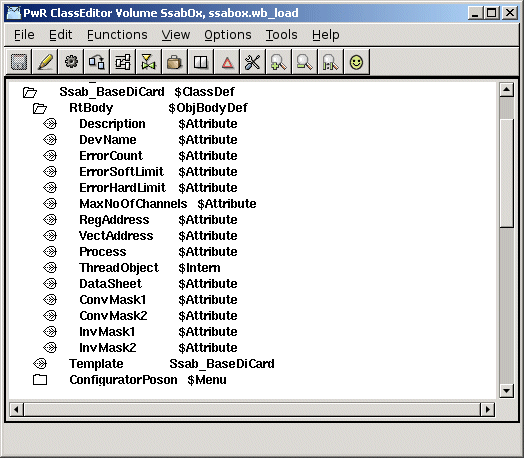 PwR ClassEditor Volume SsabOx, ssabox.wb_load
File Edit Functions View Options Tools Help
Ssab_BaseDiCard $ClassDef
RtBody $ObjBodyDef
Description $Attribute
DevName $Attribute
ErrorCount $Attribute
ErrorSoftLimit $Attribute
ErrorHardLimit $Attribute
MaxNoOfChannels $Attribute
RegAddress $Attribute
VectAddress $Attribute
Process $Attribute
ThreadObject $Intern
DataSheet $Attribute
ConvMask1 $Attribute
ConvMask2 $Attribute
InvMask1 $Attribute
InvMask2 $Attribute
Template Ssab_BaseDiCard
ConfiguratorPoson $Menu